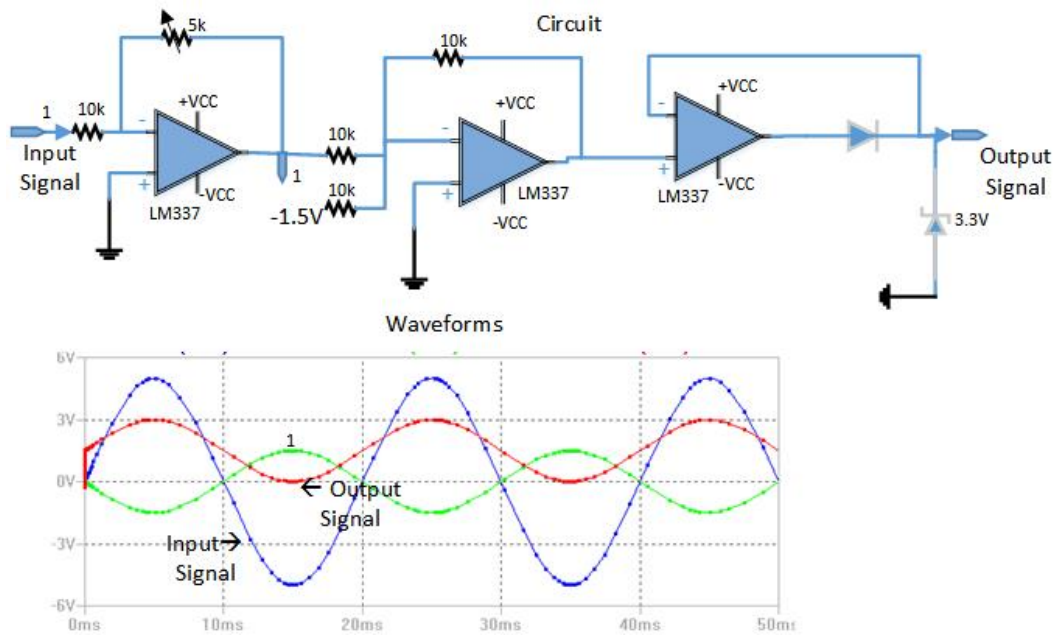 Circuit
5k
10k
+VCC
+VCC
+VCC
1
10k
-
+
Input
Signal
-VCC
LM337
1
10k
10k
-1.5V
-
+
LM337
-VCC
-
+
LM337
-VCC
Output
Signal
3.3V
Waveforms
6V
3V
0V
-3V
-6V
1
Output
Signal
Input
Signal
0ms
10ms
20ms
30ms
40ms
50ms